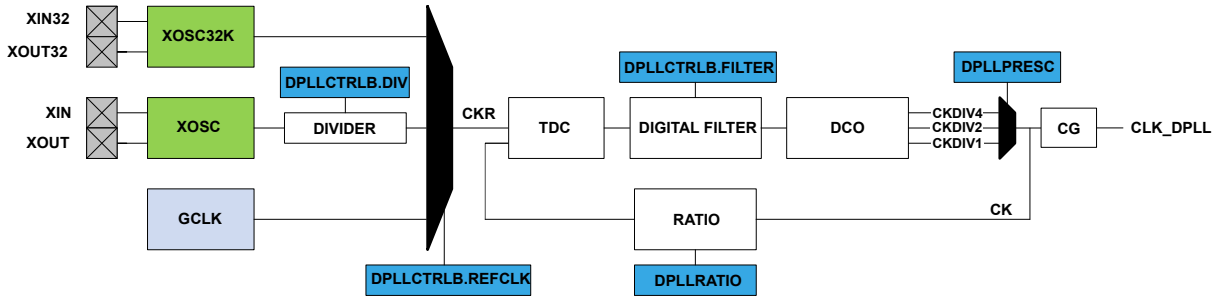 XIN32
XOUT32
XOSC32K
DPLLCTRLB.DIV
DPLLCTRLB.FILTER
DPLLPRESC
XIN
XOUT
XOSC
DIVIDER
CKR
TDC
DIGITAL FILTER
DCO
CKDIV4
CKDIV2
CKDIV1
CG
CLK_DPLL
GCLK
RATIO
CK
DPLLCTRLB.REFCLK
DPLLRATIO